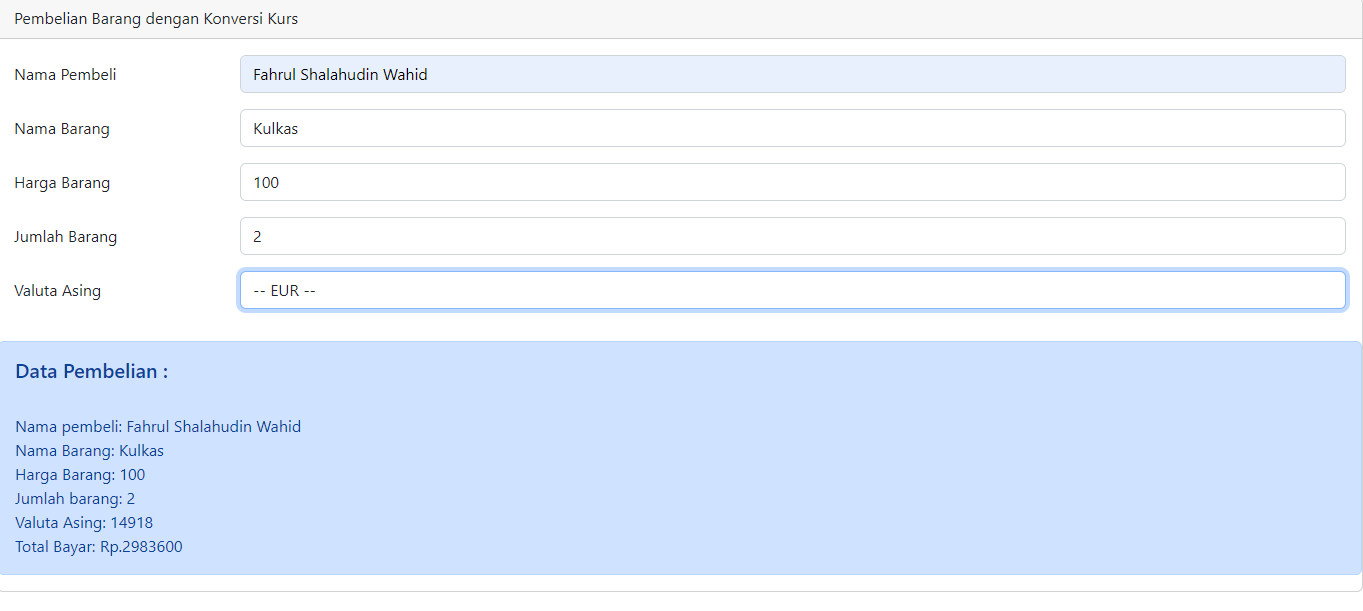 Pembelian Barang dengan Konversi Kurs
Nama Pembeli Fahrul Shalahudin Wahid
Nama Barang Kulkas
Harga Barang 100
Jumlah Barang 2
Valuta Asing -- EUR --
Data Pembelian :
Nama pembeli: Fahrul Shalahudin Wahid
Nama Barang: Kulkas
Harga Barang: 100
Jumlah barang: 2
Valuta Asing: 14918
Total Bayar: Rp.2983600